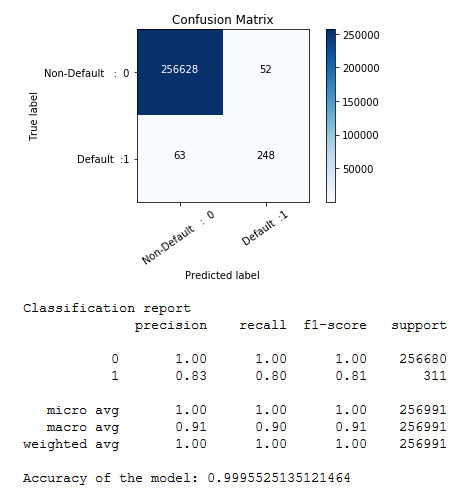 Confusion Matrix
Non-Default : 0
256628 52
Default :1
63 248
True label
Non-Default : 0
Default :1
Predicted label
250000
200000
150000
100000
50000
Classification report
precision recall f1-score support
0 1.00 1.00 1.00 256680
1 0.83 0.80 0.81 311
micro avg 1.00 1.00 1.00 256991
macro avg 0.91 0.90 0.91 256991
weighted avg 1.00 1.00 1.00 256991
Accuracy of the model: 0.9995525135121464